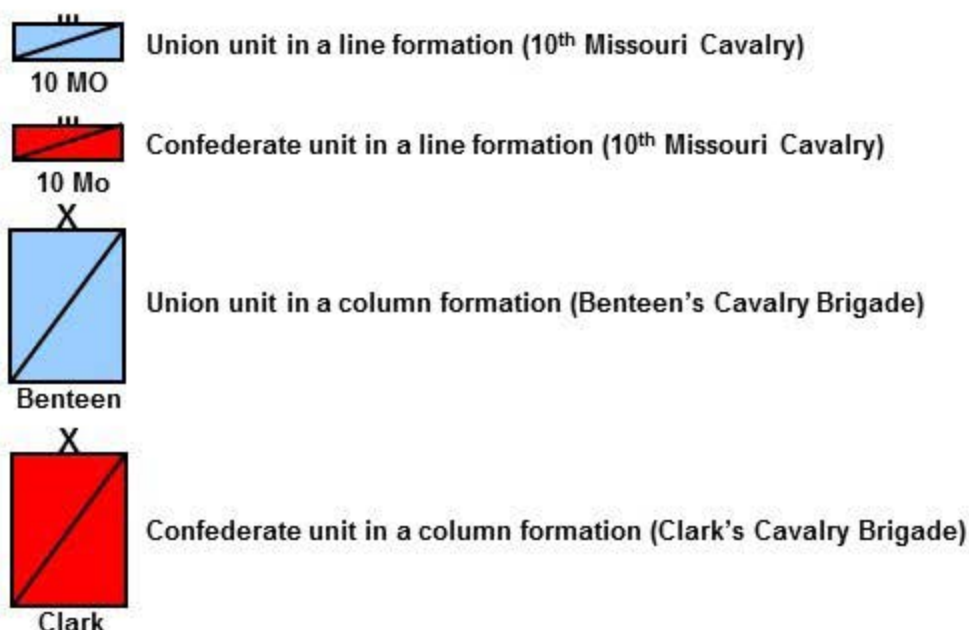 Union unit in a line formation (10th Missouri Cavalry)
10 MO
Confederate unit in a line formation (10th Missouri Cavalry)
10 Mo
X
Union unit in a column formation (Benteen's Cavalry Brigade)
Benteen
X
Confederate unit in a column formation (Clark's Cavalry Brigade)
Clark